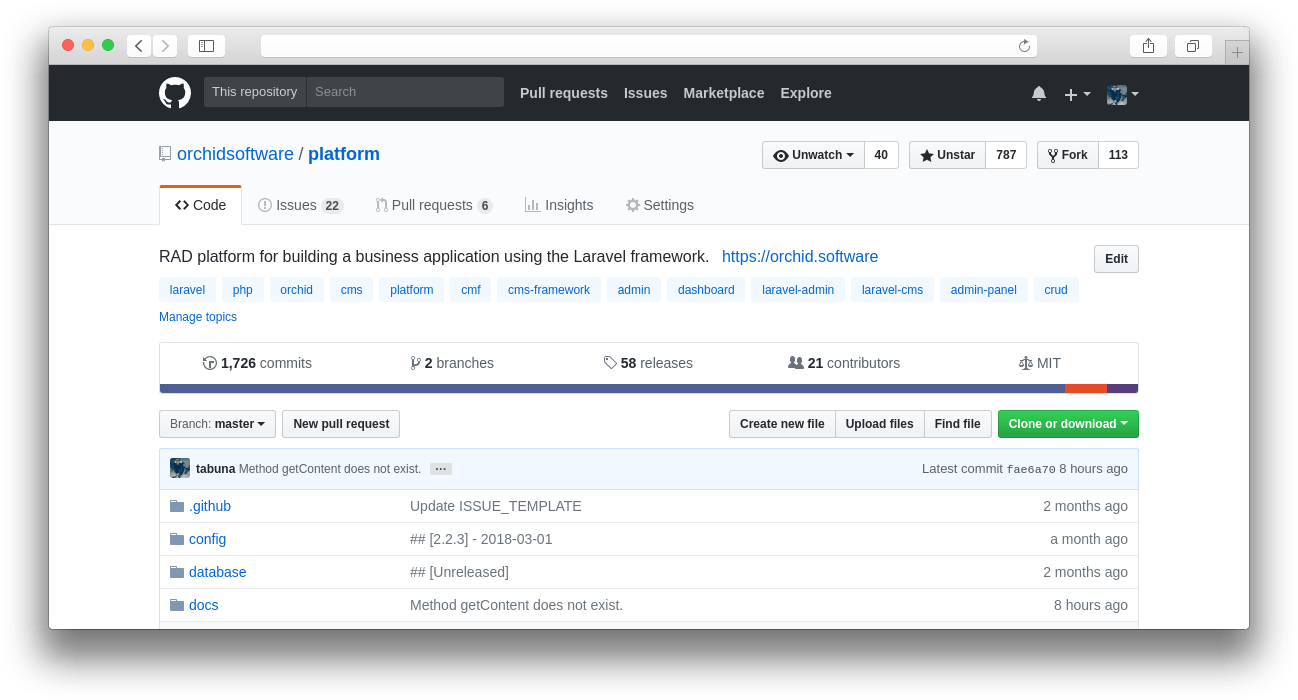 This repository Search Pull requests Issues Marketplace Explore
orchidsoftware / platform Unwatch 40 Unstar 787 Fork 113
Code Issues 22 Pull requests 6 Insights Settings
RAD platform for building a business application using the Laravel framework. https://orchid.software Edit
laravel php orchid cms platform cmf cms-framework admin dashboard laravel-admin laravel-cms admin-panel crud
Manage topics
1,726 commits 2 branches 58 releases 21 contributors MIT
Branch: master New pull request Create new file Upload files Find file Clone or download
tabuna Method getContent does not exist. … Latest commit fae6a70 8 hours ago
.github Update ISSUE_TEMPLATE 2 months ago
config ## [2.2.3] - 2018-03-01 a month ago
database ## [Unreleased] 2 months ago
docs Method getContent does not exist. 8 hours ago